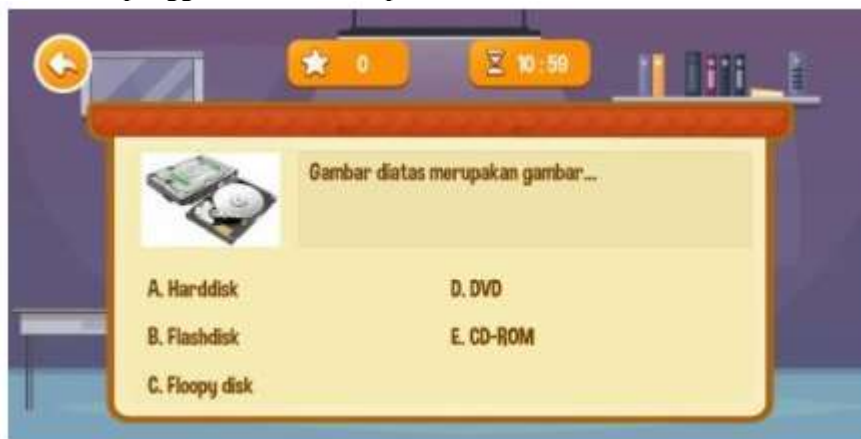 0
10:59
Gambar diatas merupakan gambar...
A. Harddisk
D. DVD
B. Flashdisk
E. CD-ROM
C. Floopy disk